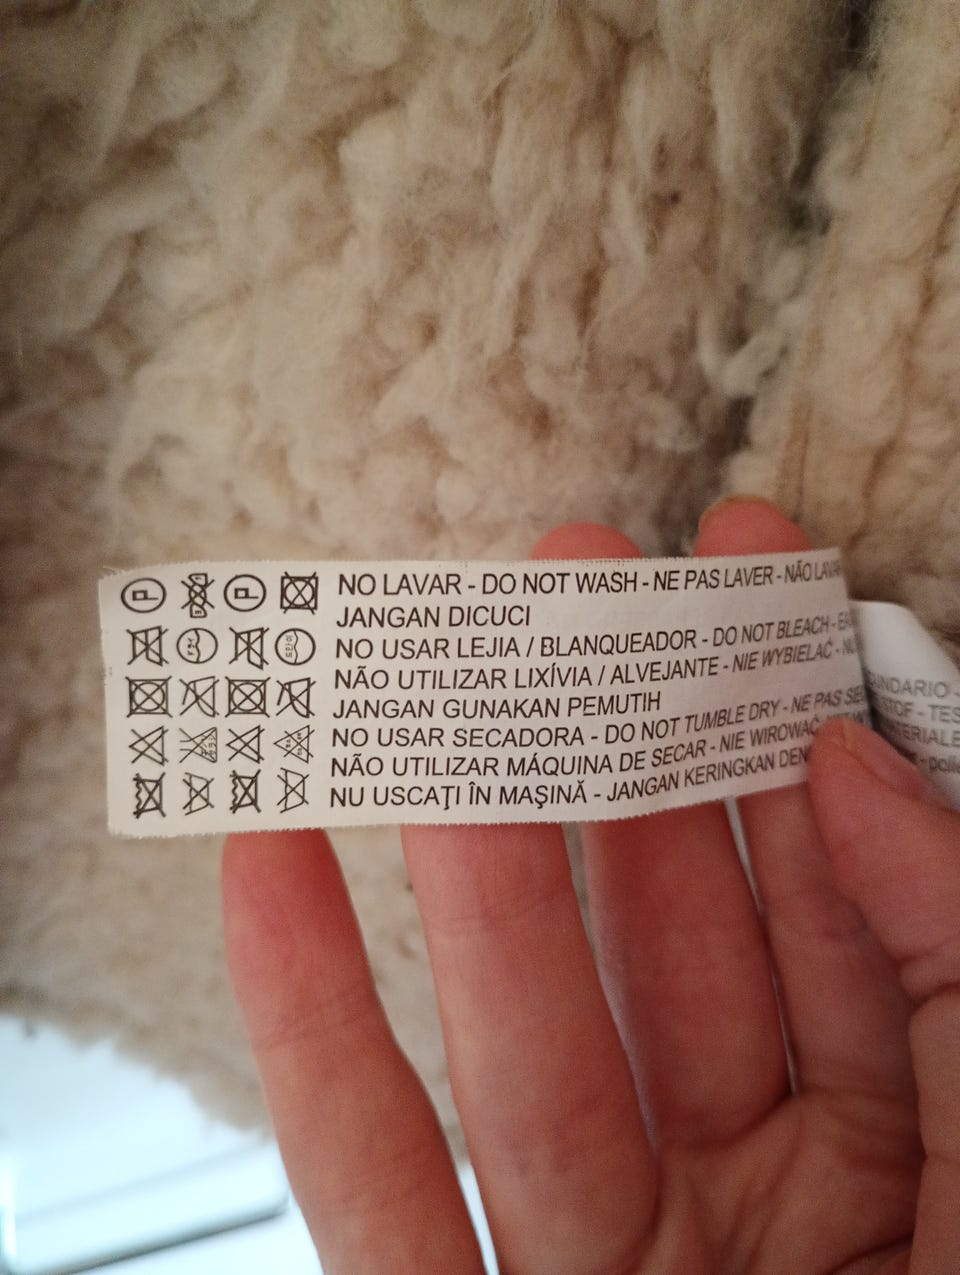 P P
NO LAVAR - DO NOT WASH - NE PAS LAVER - NÃO
JANGAN DICUCI
NO USAR LEJIA / BLANQUEADOR - DO NOT BLEACH -
NÃO UTILIZAR LIXÍVIA / ALVEJANTE - NIE WYBIELAĆ -
JANGAN GUNAKAN PEMUTIH
NO USAR SECADORA - DO NOT TUMBLE DRY - NE PAS
NÃO UTILIZAR MÁQUINA DE SECAR - NIE WIROWAĆ
NU USCAŢI ÎN MAŞINĂ - JANGAN KERINGKAN